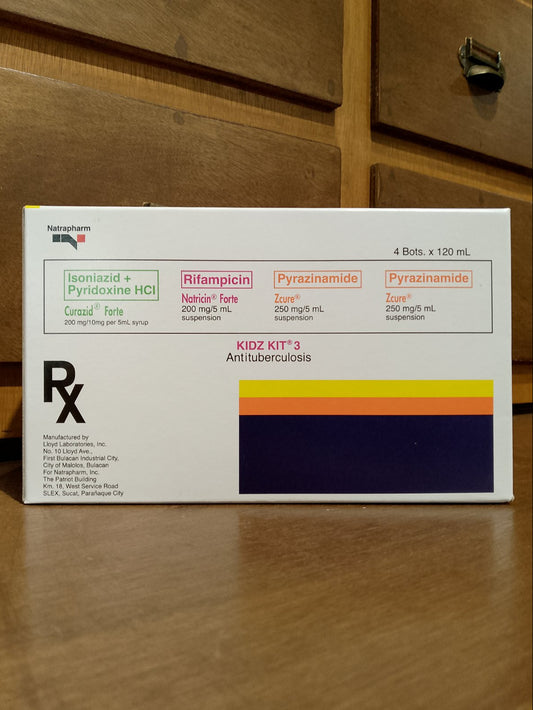 Natrapharm
4 Bots. x 120 mL
Isoniazid +
Pyridoxine HCl
Curazid® Forte
200 mg/10mg per 5mL syrup
Rifampicin
Natricin® Forte
200 mg/5 mL
suspension
Pyrazinamide
Zcure®
250 mg/5 mL
suspension
Pyrazinamide
Zcure®
250 mg/5 mL
suspension
KIDZ KIT® 3
Antituberculosis
Rx
Manufactured by
Lloyd Laboratories, Inc.
No. 10 Lloyd Ave.,
First Bulacan Industrial City,
City of Malolos, Bulacan
For Natrapharm, Inc.
The Patriot Building
Km. 18, West Service Road
SLEX, Sucat, Parañaque City